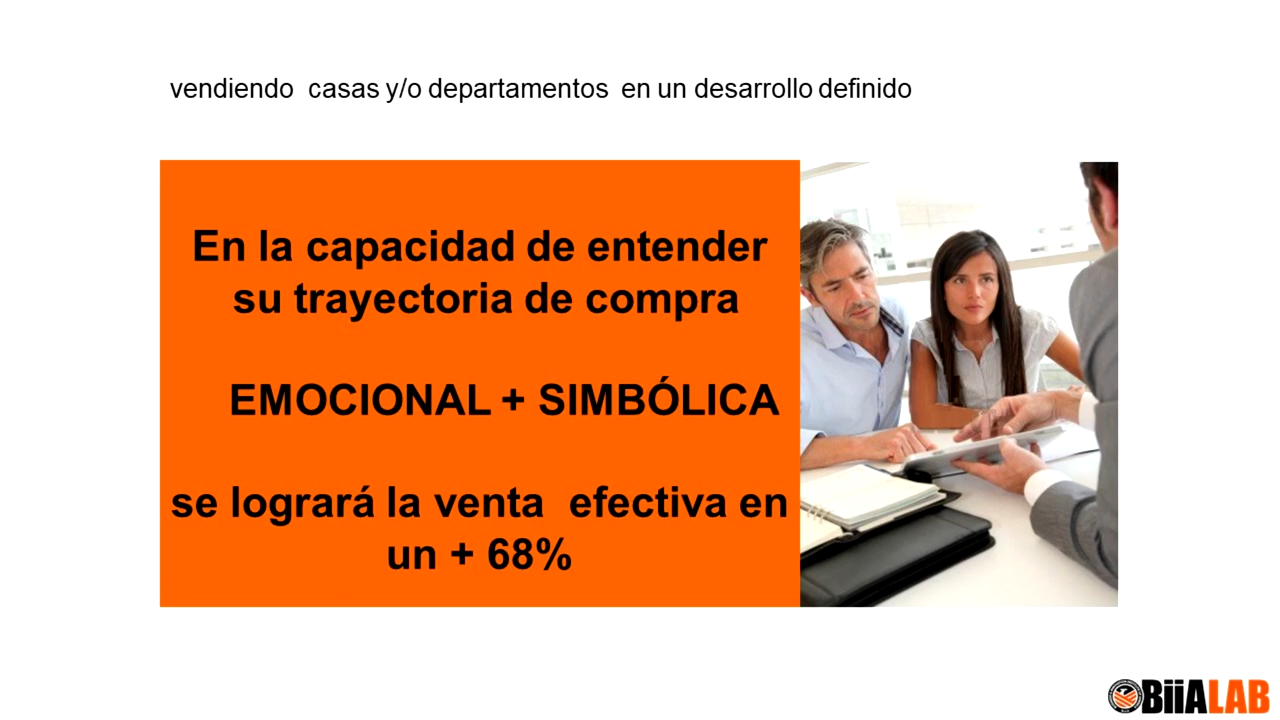 vendiendo casas y/o departamentos en un desarrollo definido
En la capacidad de entender
su trayectoria de compra
EMOCIONAL + SIMBÓLICA
se logrará la venta efectiva en
un + 68%
BiiALAB